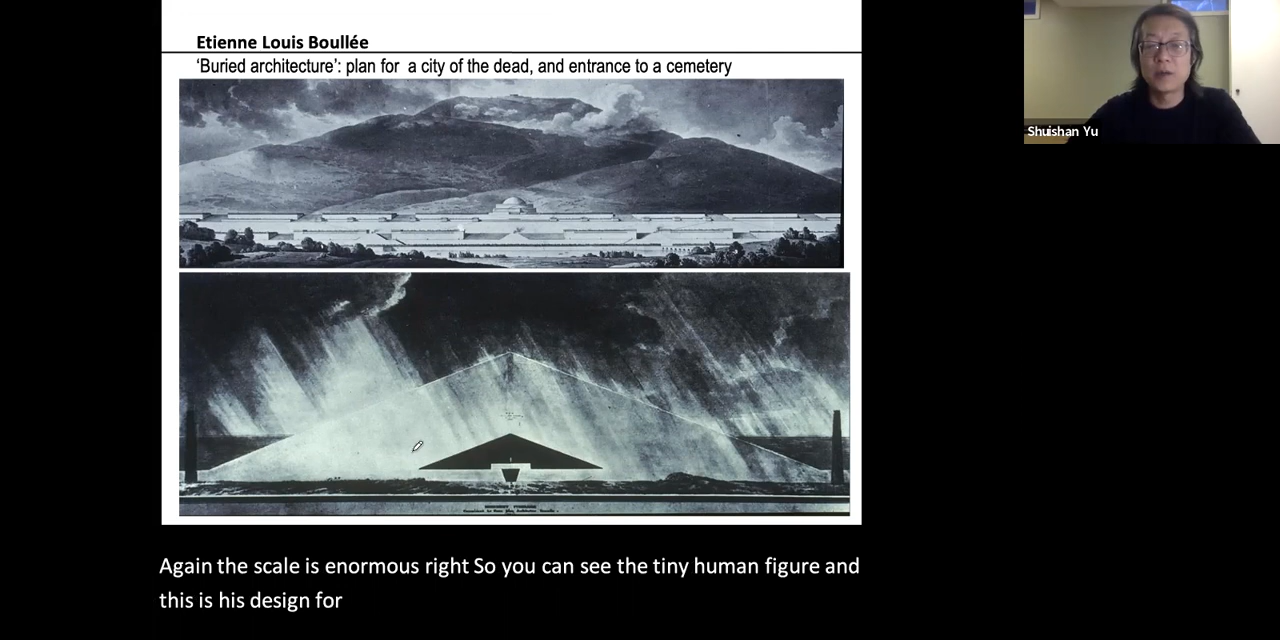 Etienne Louis Boullée
‘Buried architecture’: plan for a city of the dead, and entrance to a cemetery
Shuishan Yu
Again the scale is enormous right So you can see the tiny human figure and
this is his design for